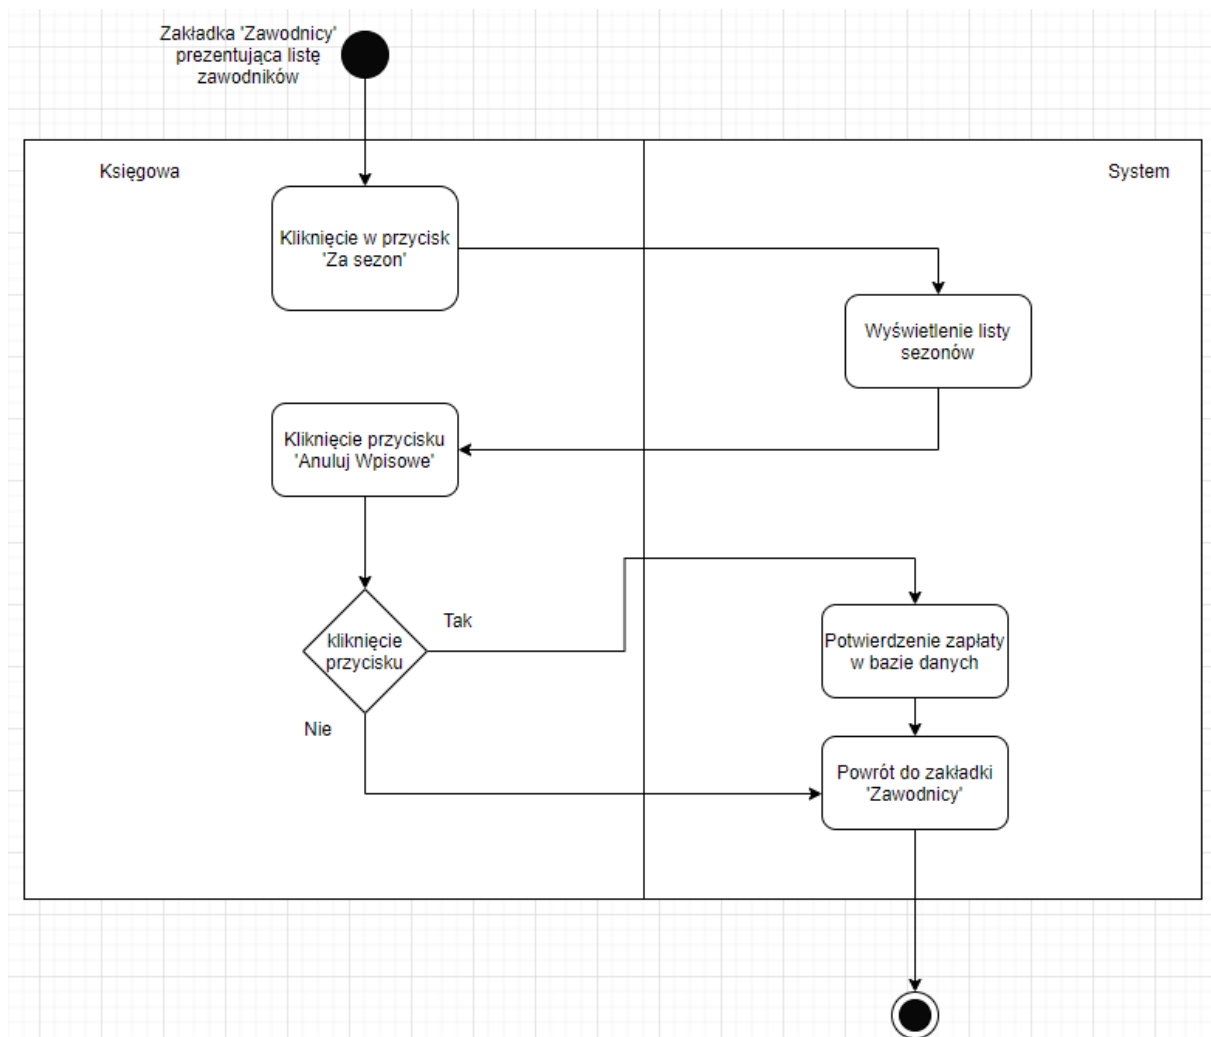 Zakładka 'Zawodnicy'
prezentująca listę
zawodników
Księgowa
System
Kliknięcie w przycisk
'Za sezon'
Wyświetlenie listy
sezonów
Kliknięcie przycisku
'Anuluj Wpisowe'
kliknięcie
przycisku
Tak
Nie
Potwierdzenie zapłaty
w bazie danych
Powrót do zakładki
'Zawodnicy'